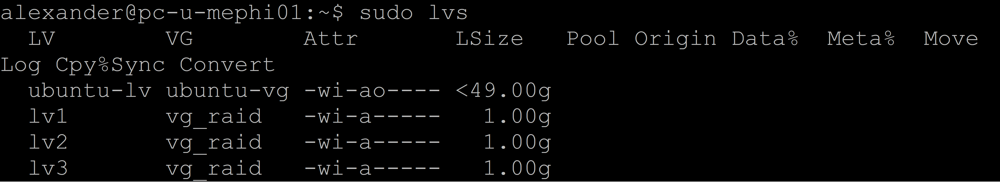 alexander@pc-u-mephi01:~$ sudo lvs
  LV        VG        Attr       LSize   Pool Origin Data%  Meta%  Move
Log Cpy%Sync Convert
  ubuntu-lv ubuntu-vg -wi-ao---- <49.00g
  lv1       vg_raid   -wi-a-----   1.00g
  lv2       vg_raid   -wi-a-----   1.00g
  lv3       vg_raid   -wi-a-----   1.00g